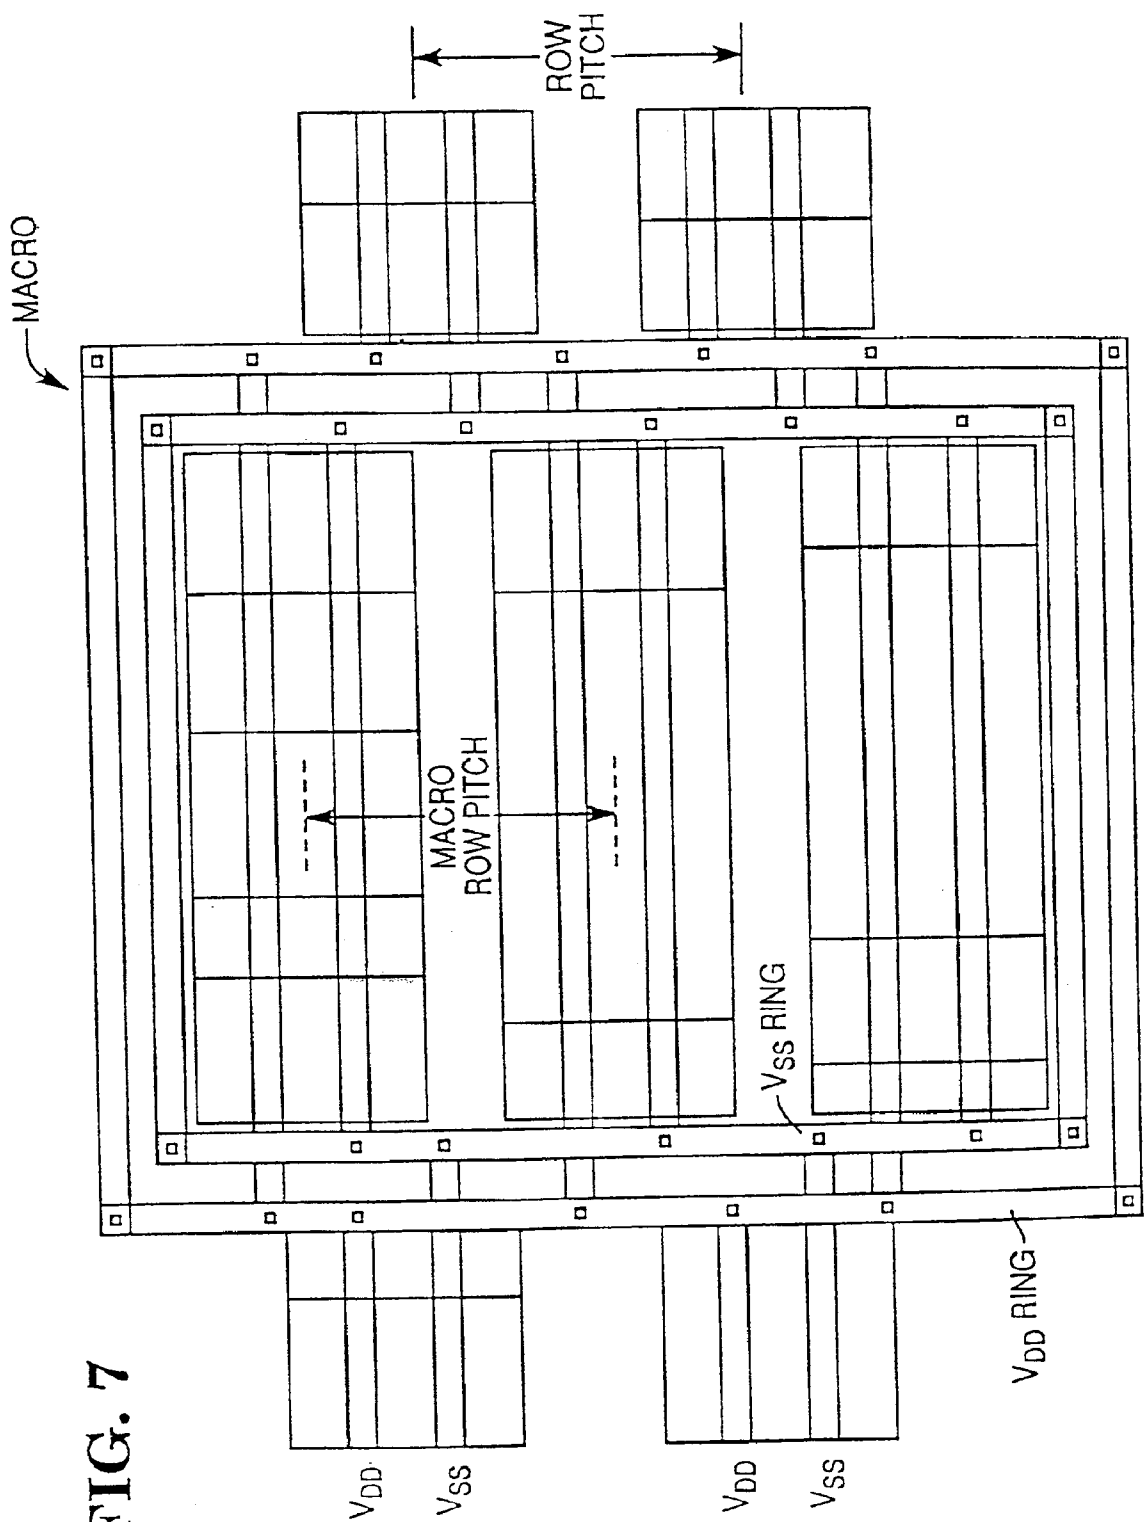 FIG. 7
MACRO
ROW
PITCH
MACRO
ROW PITCH
VSS RING
VDD RING
VDD
VSS
VDD
VSS